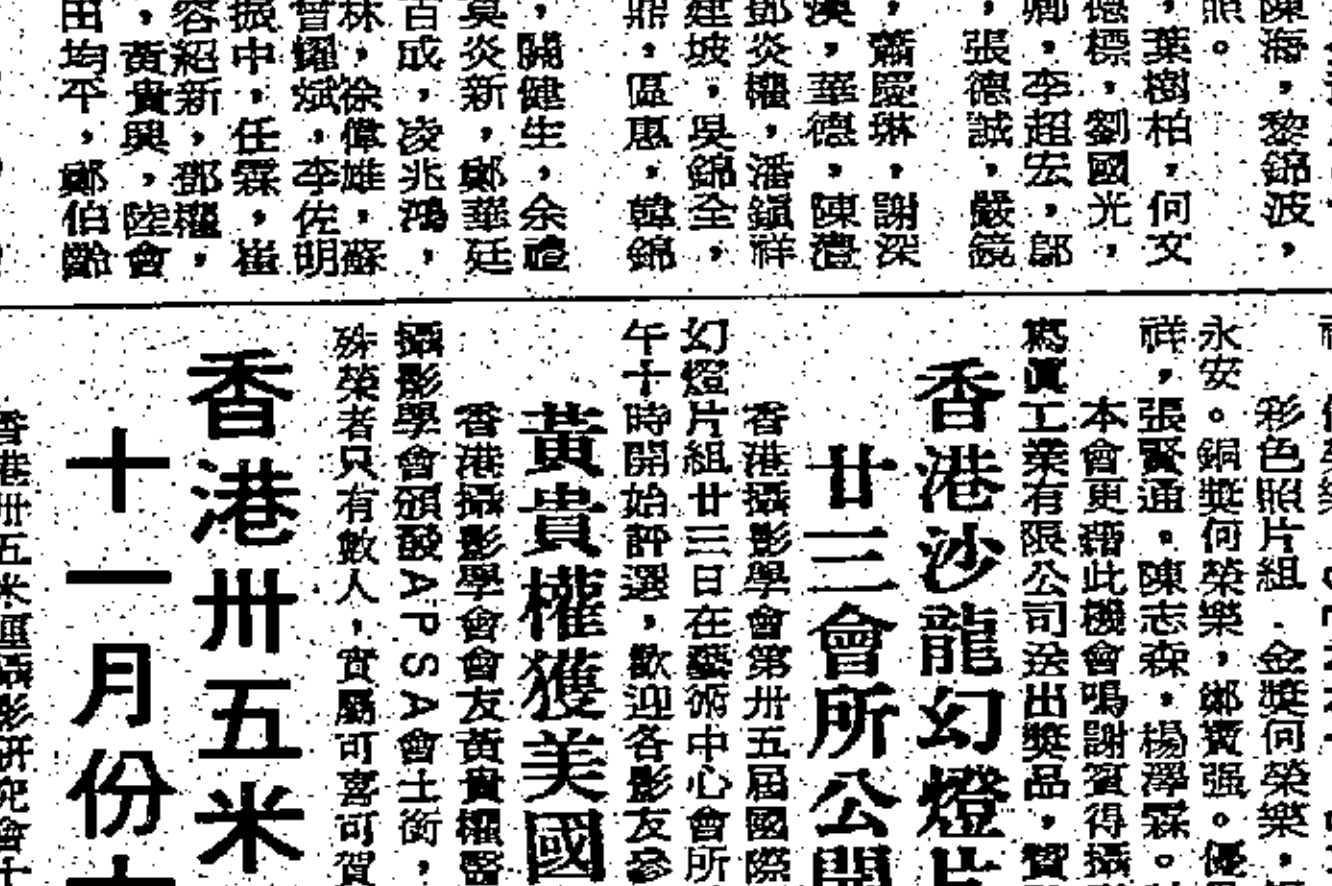 陳海，黎錦波，
照。
，葉樹柏，何文
德標，劉國光，
卿，李超宏，鄔
，張德誠，嚴鏡
，蕭慶琳，謝深
漢，華德，陳澧
鄧炎權，潘鎮祥
建坡，吳錦全，
鼎，區惠，韓錦
，關健生，余禮
莫炎新，鄭華廷
百成，凌兆鴻，
林，徐偉雄，蘇
曾耀斌，李佐明
振中，任霖，崔
容紹新，鄧權，
，黃貴興，陸會
田均平，鄭伯齡
彩色照片組．金獎何榮樂，
永安。銅獎何榮樂，鄭寶强。優
祥，張賢通，陳志森，楊澤霖。
本會更藉此機會鳴謝賓得攝
寫眞工業有限公司送出獎品，贊
香港沙龍幻燈片
廿三會所公開
香港攝影學會第卅五屆國際
幻燈片組廿三日在藝術中心會所
午十時開始評選，歡迎各影友參
黃貴權獲美國
香港攝影學會會友黃貴權醫
攝影學會頒發APSA會士銜，
殊榮者只有數人，實屬可喜可賀
香港卅五米
十一月份
香港卅五米厘攝影研究會十